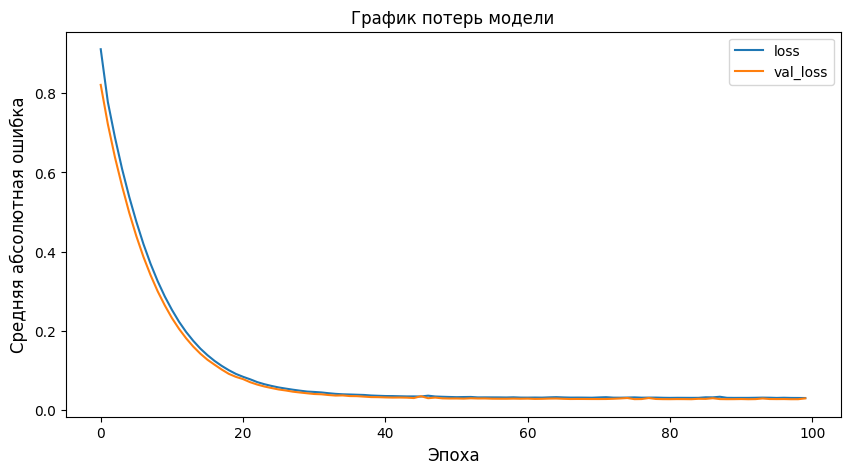 График потерь модели
loss
val_loss
Средняя абсолютная ошибка
0.8
0.6
0.4
0.2
0.0
0
20
40
60
80
100
Эпоха